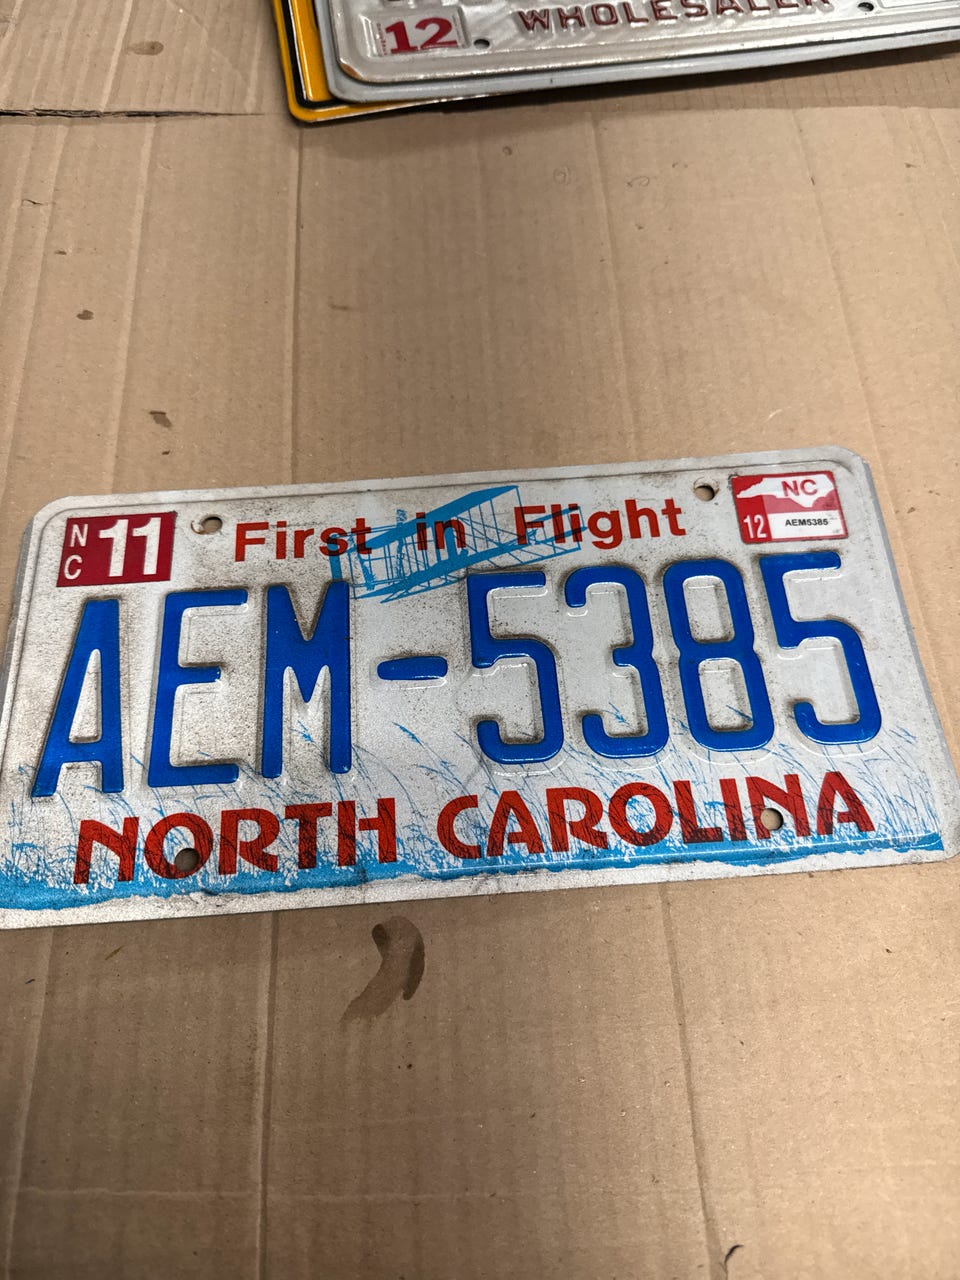 12
WHOLESALER
NC 11
First in Flight
NC
12 AEM5385
AEM-5385
NORTH CAROLINA